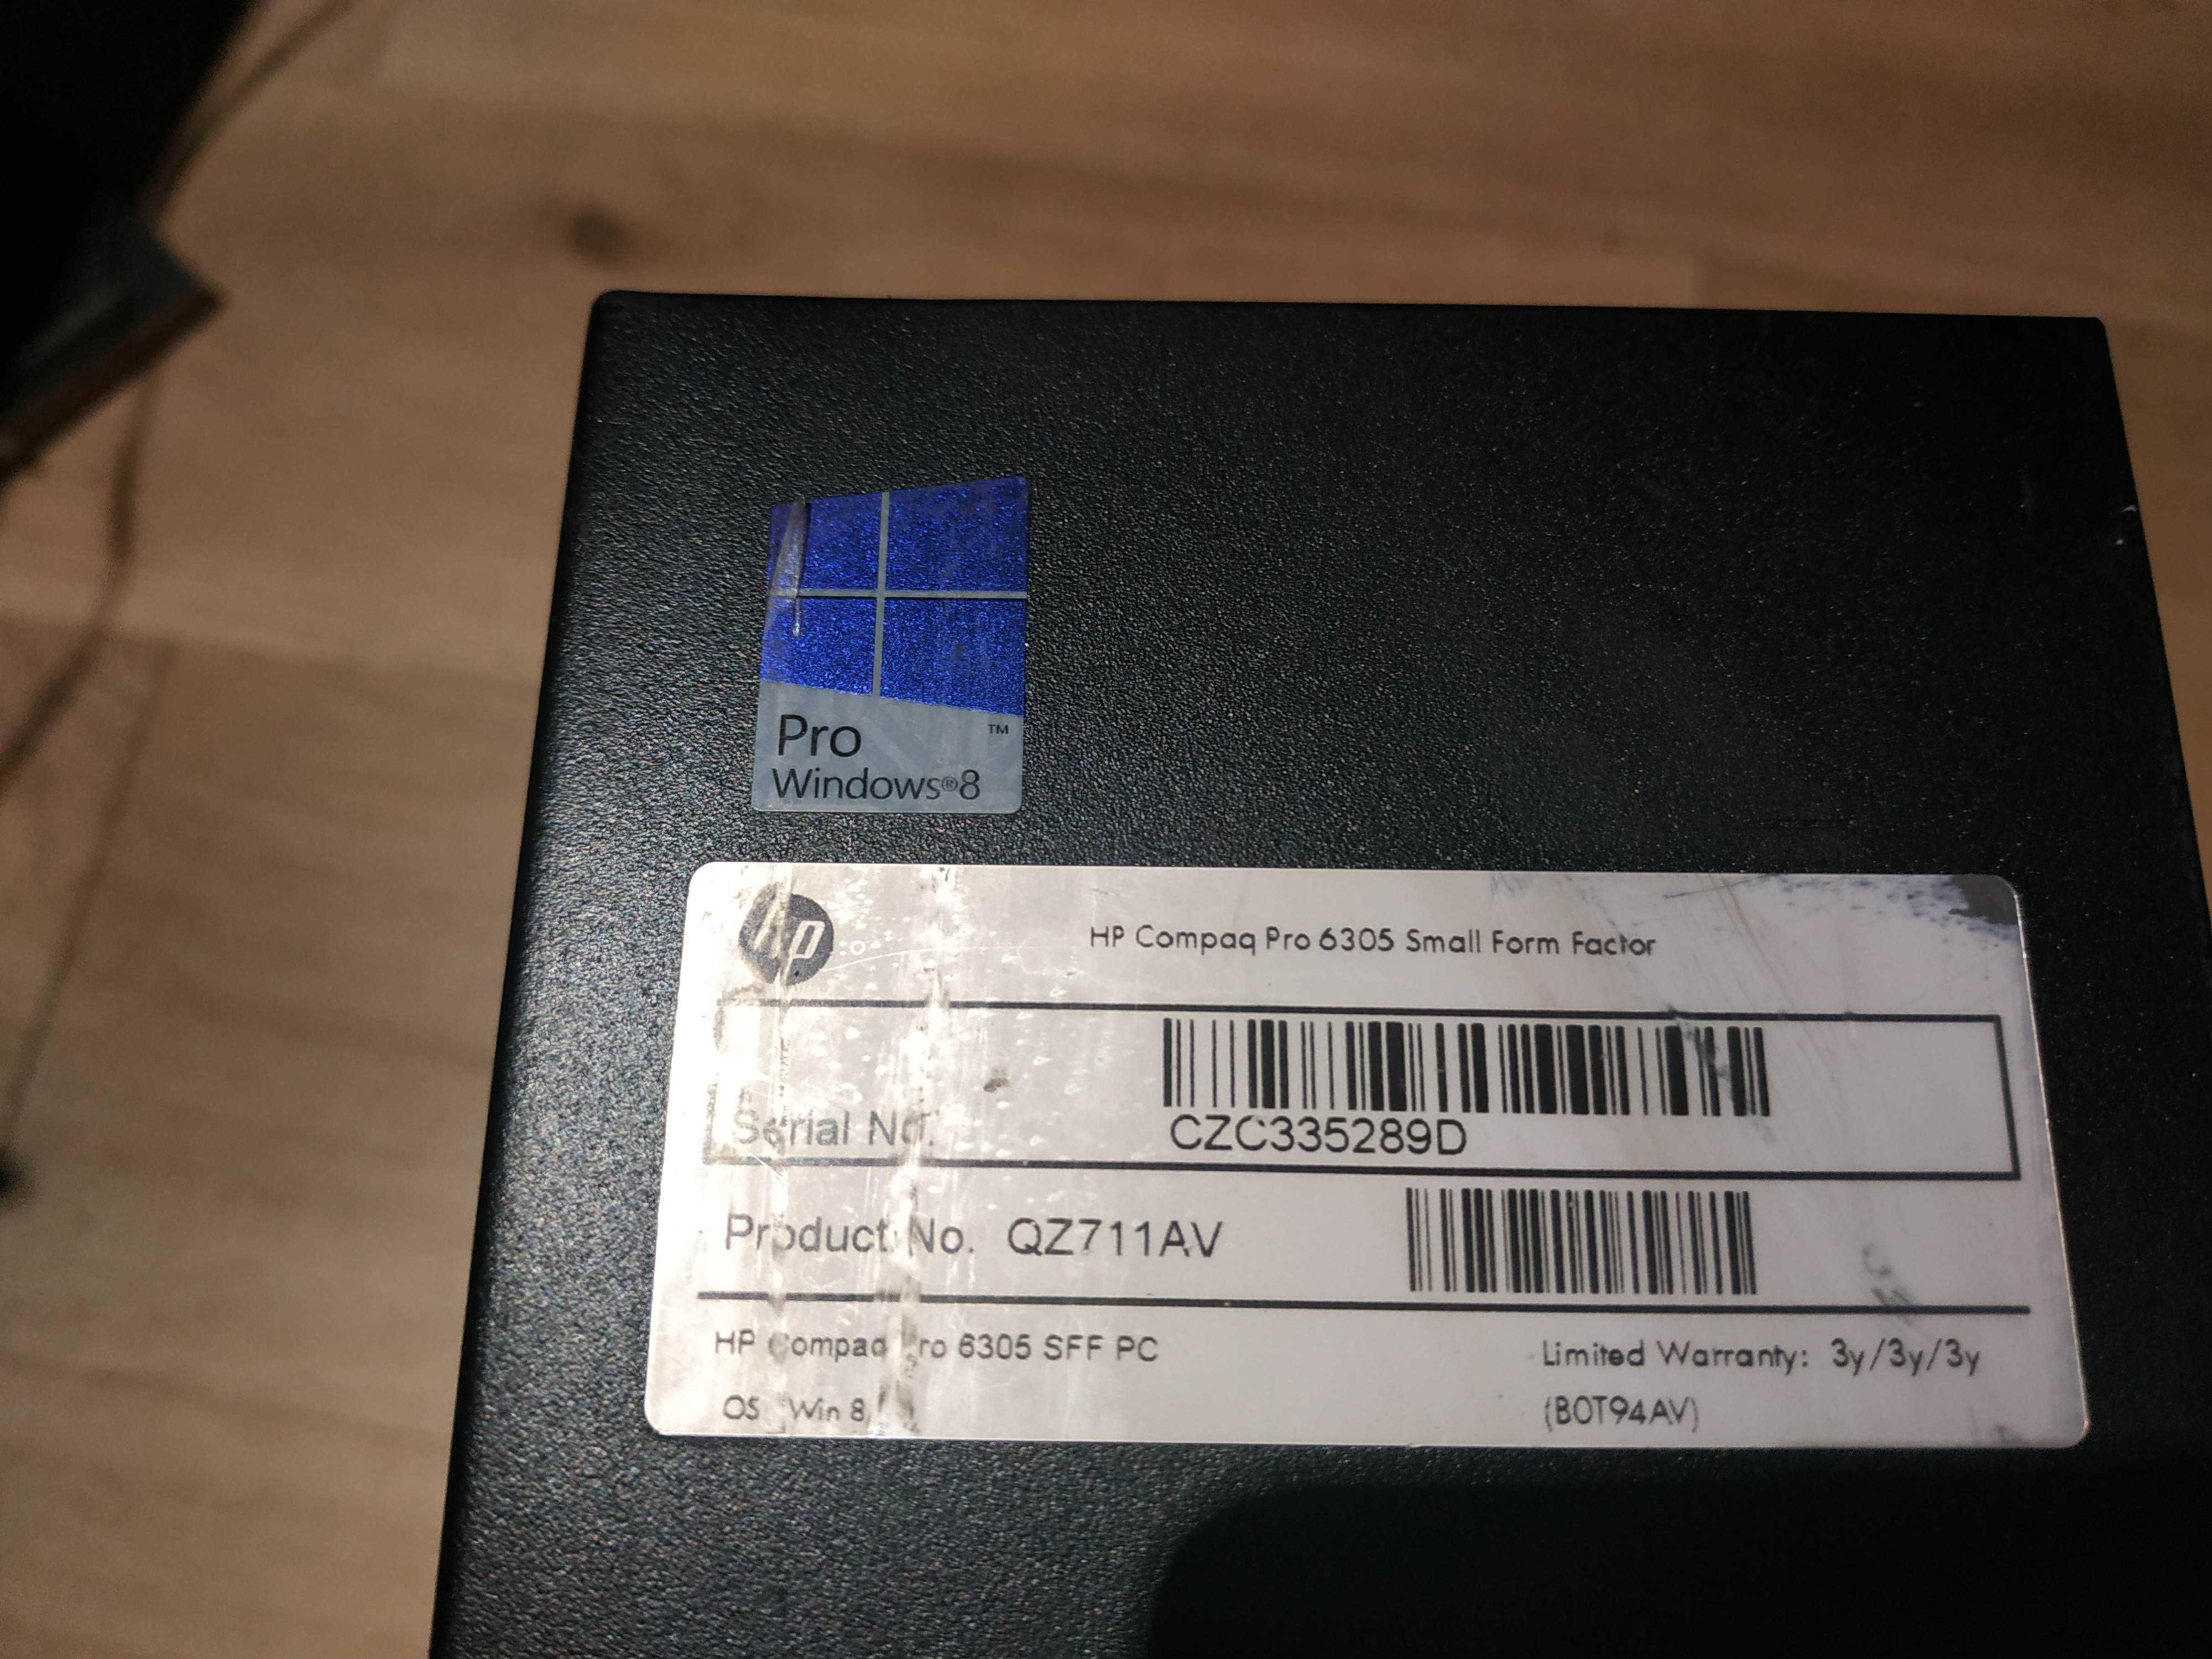 Pro ™
Windows®8
hp
HP Compaq Pro 6305 Small Form Factor
Serial No. CZC335289D
Product No. QZ711AV
HP Compaq Pro 6305 SFF PC
Limited Warranty: 3y/3y/3y
OS Win 8
(B0T94AV)